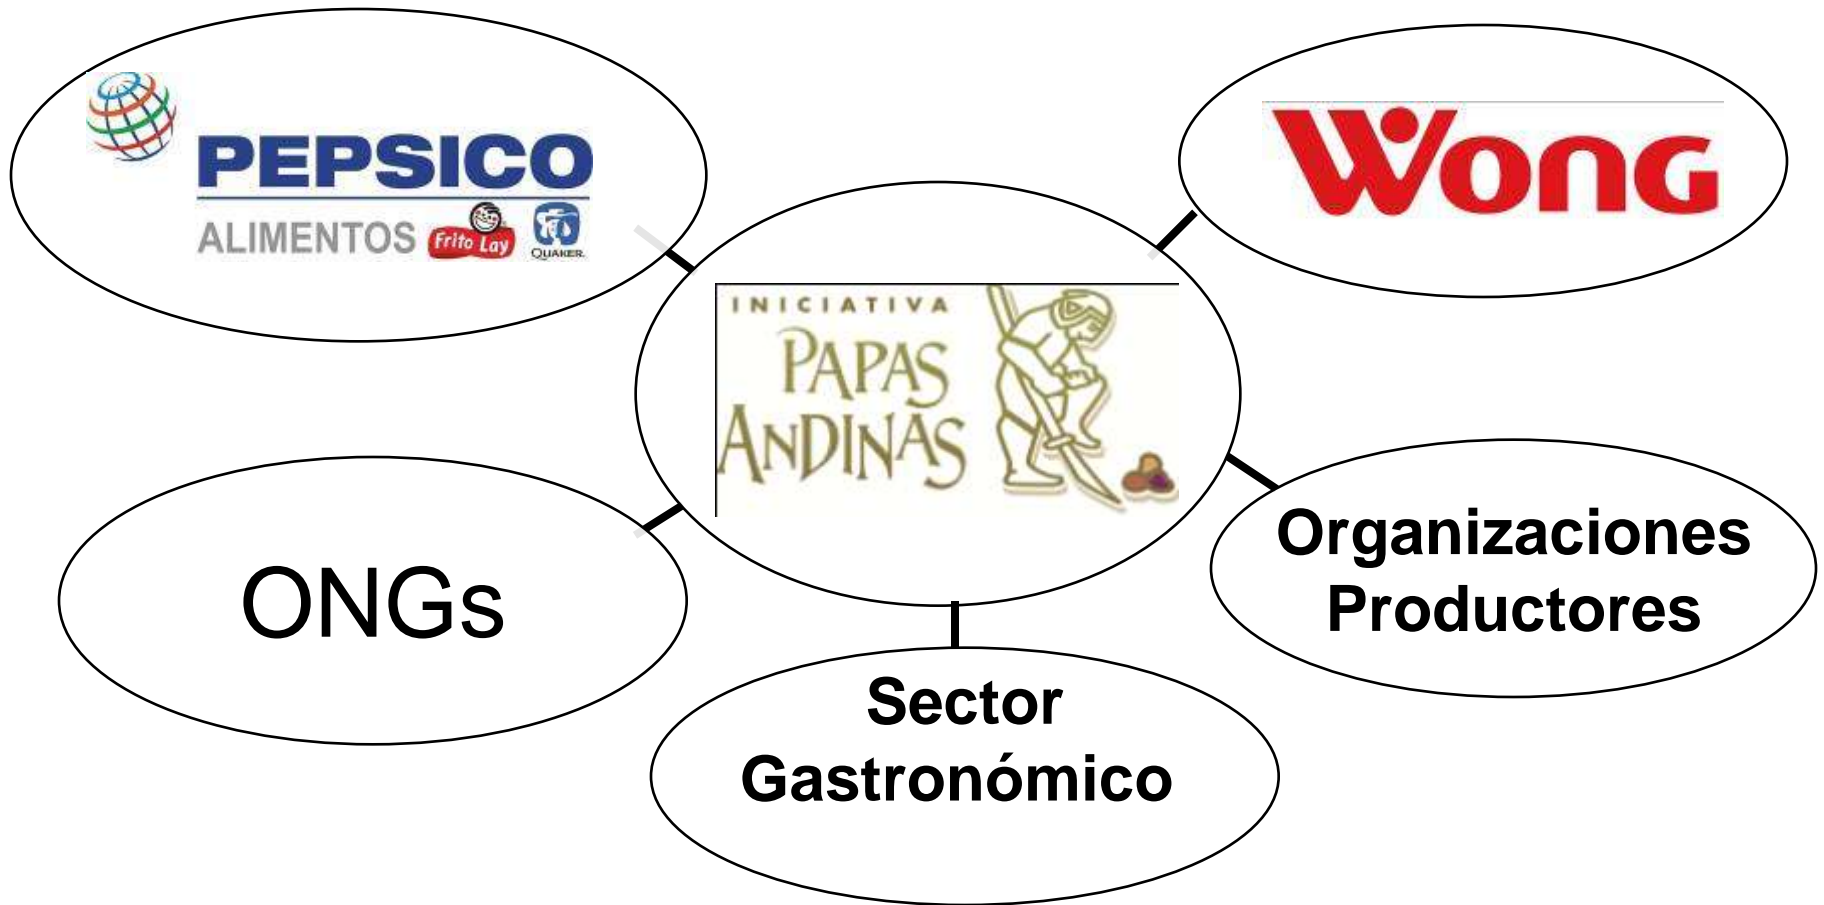 PEPSICO
ALIMENTOS Frito Lay QUAKER
WONG
INICIATIVA
PAPAS
ANDINAS
ONGs
Organizaciones
Productores
Sector
Gastronómico